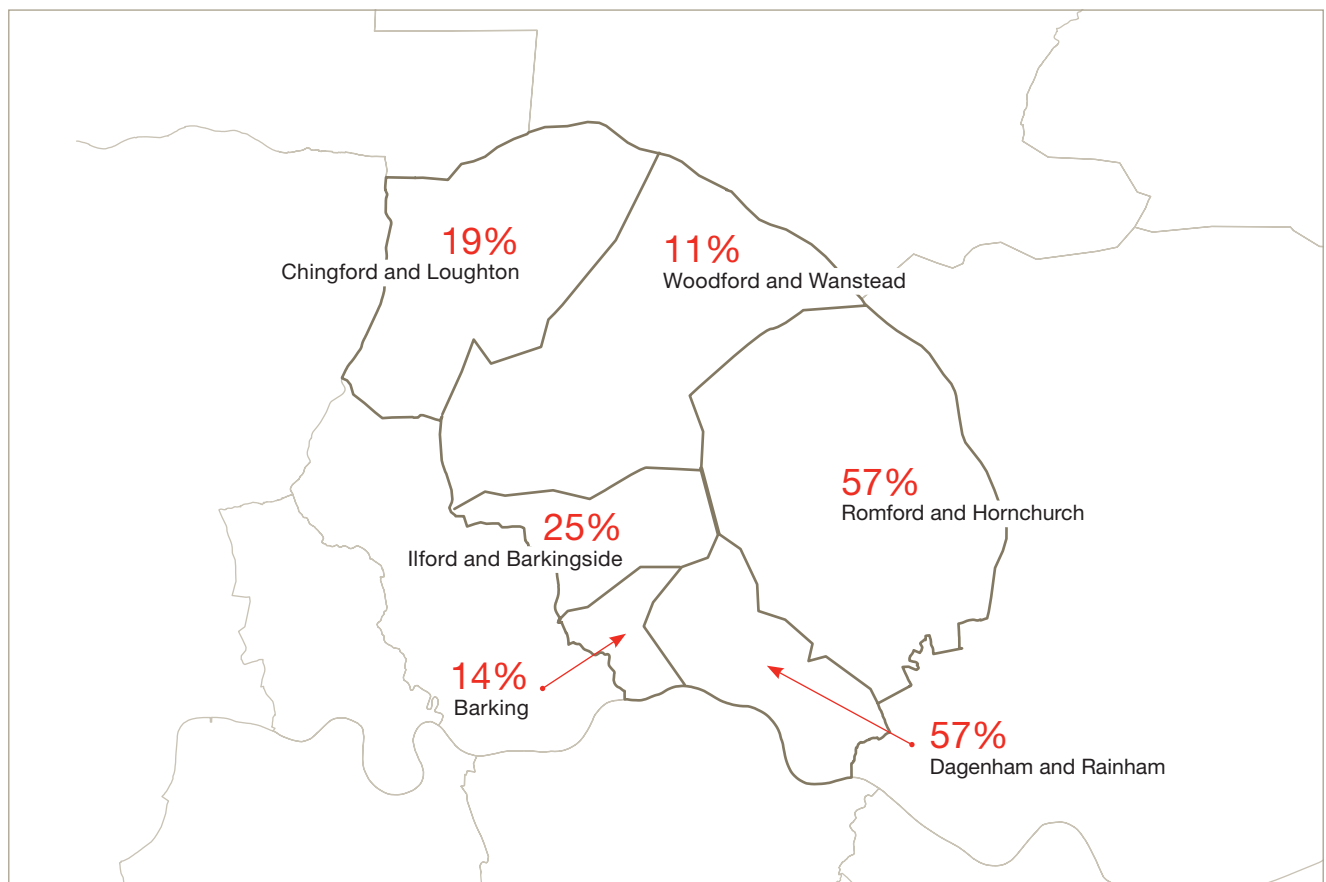 19%
Chingford and Loughton
11%
Woodford and Wanstead
57%
Romford and Hornchurch
25%
Ilford and Barkingside
14%
Barking
57%
Dagenham and Rainham